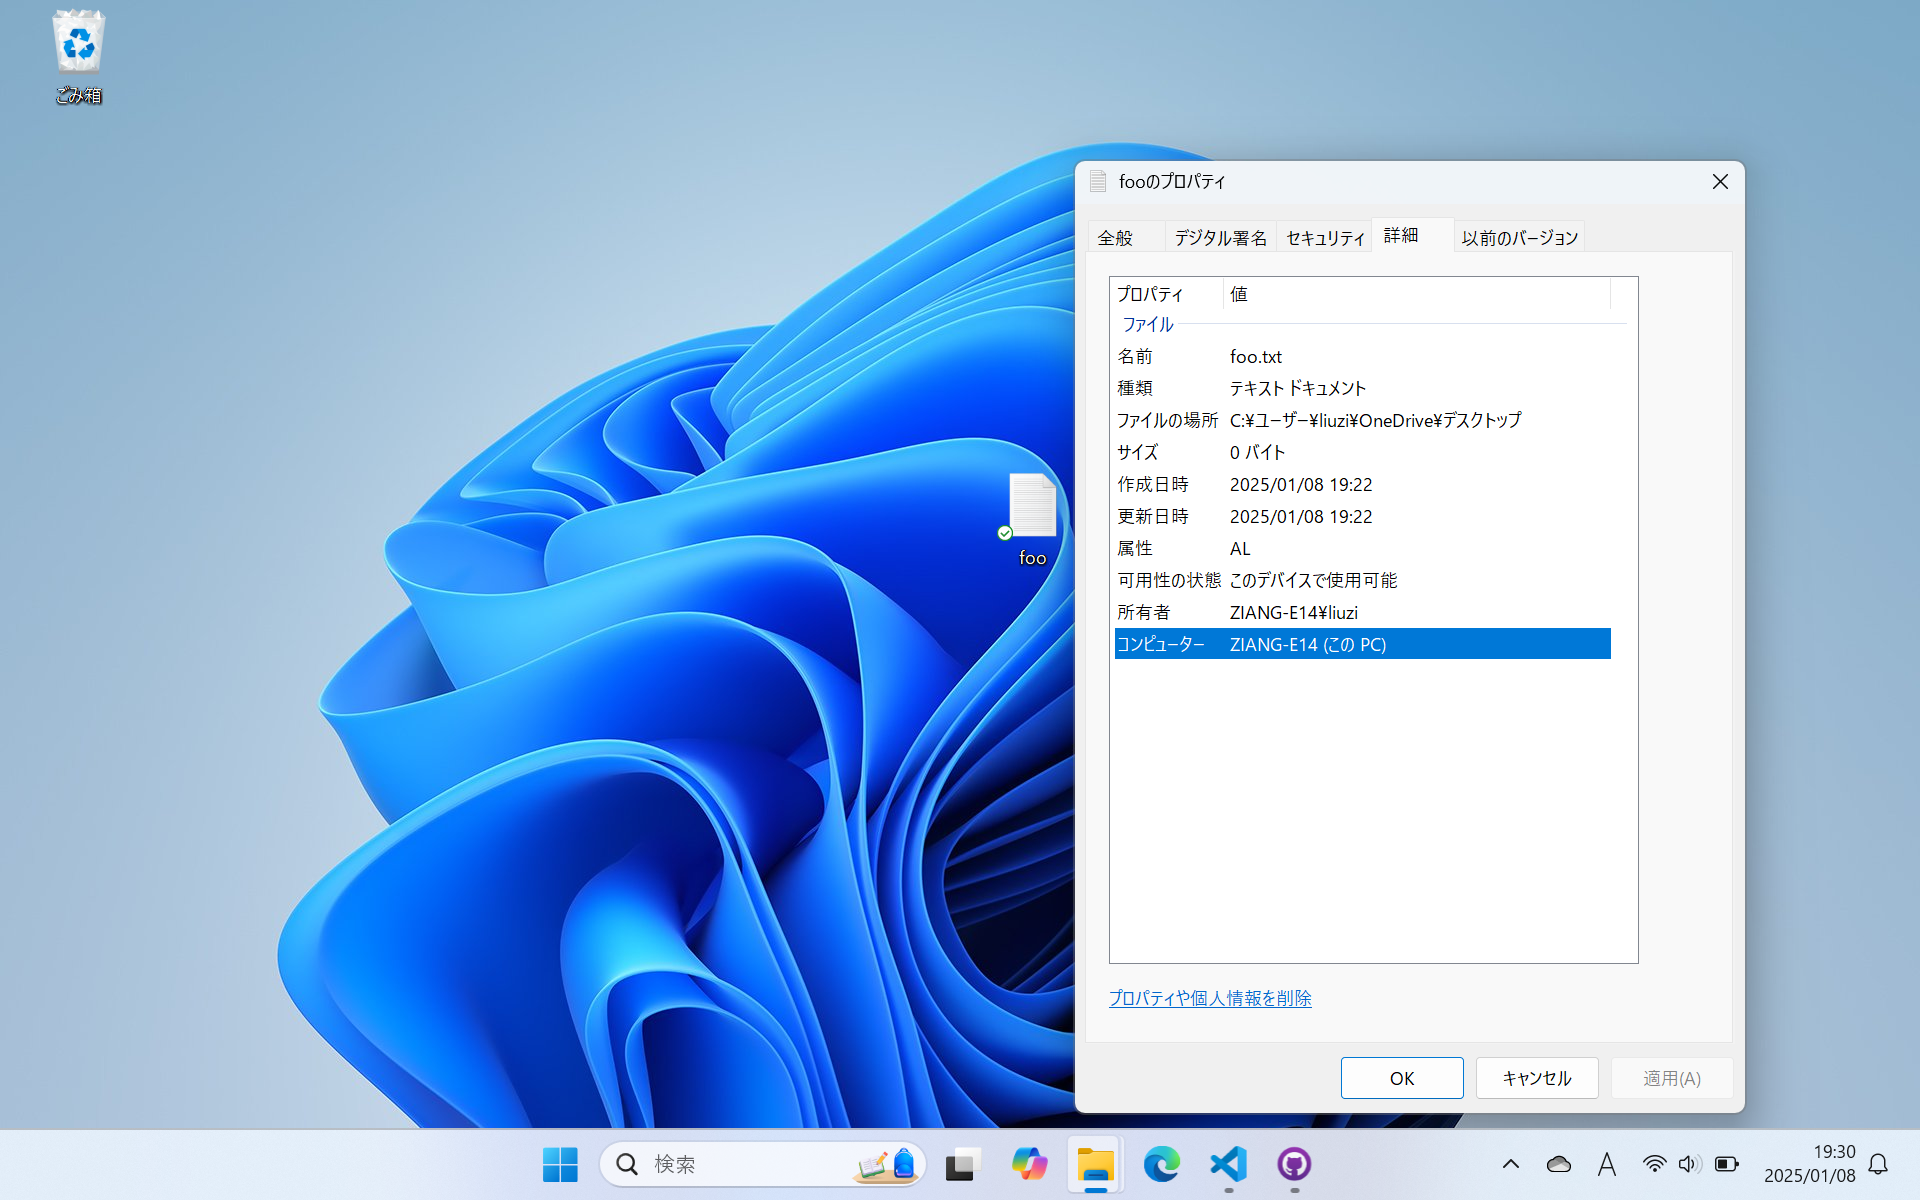 ごみ箱
foo
fooのプロパティ
全般 デジタル署名 セキュリティ 詳細 以前のバージョン
プロパティ 値
ファイル
名前 foo.txt
種類 テキスト ドキュメント
ファイルの場所 C:¥ユーザー¥liuzi¥OneDrive¥デスクトップ
サイズ 0 バイト
作成日時 2025/01/08 19:22
更新日時 2025/01/08 19:22
属性 AL
可用性の状態 このデバイスで使用可能
所有者 ZIANG-E14¥liuzi
コンピューター ZIANG-E14 (この PC)
プロパティや個人情報を削除
OK キャンセル 適用(A)
検索
A
19:30
2025/01/08